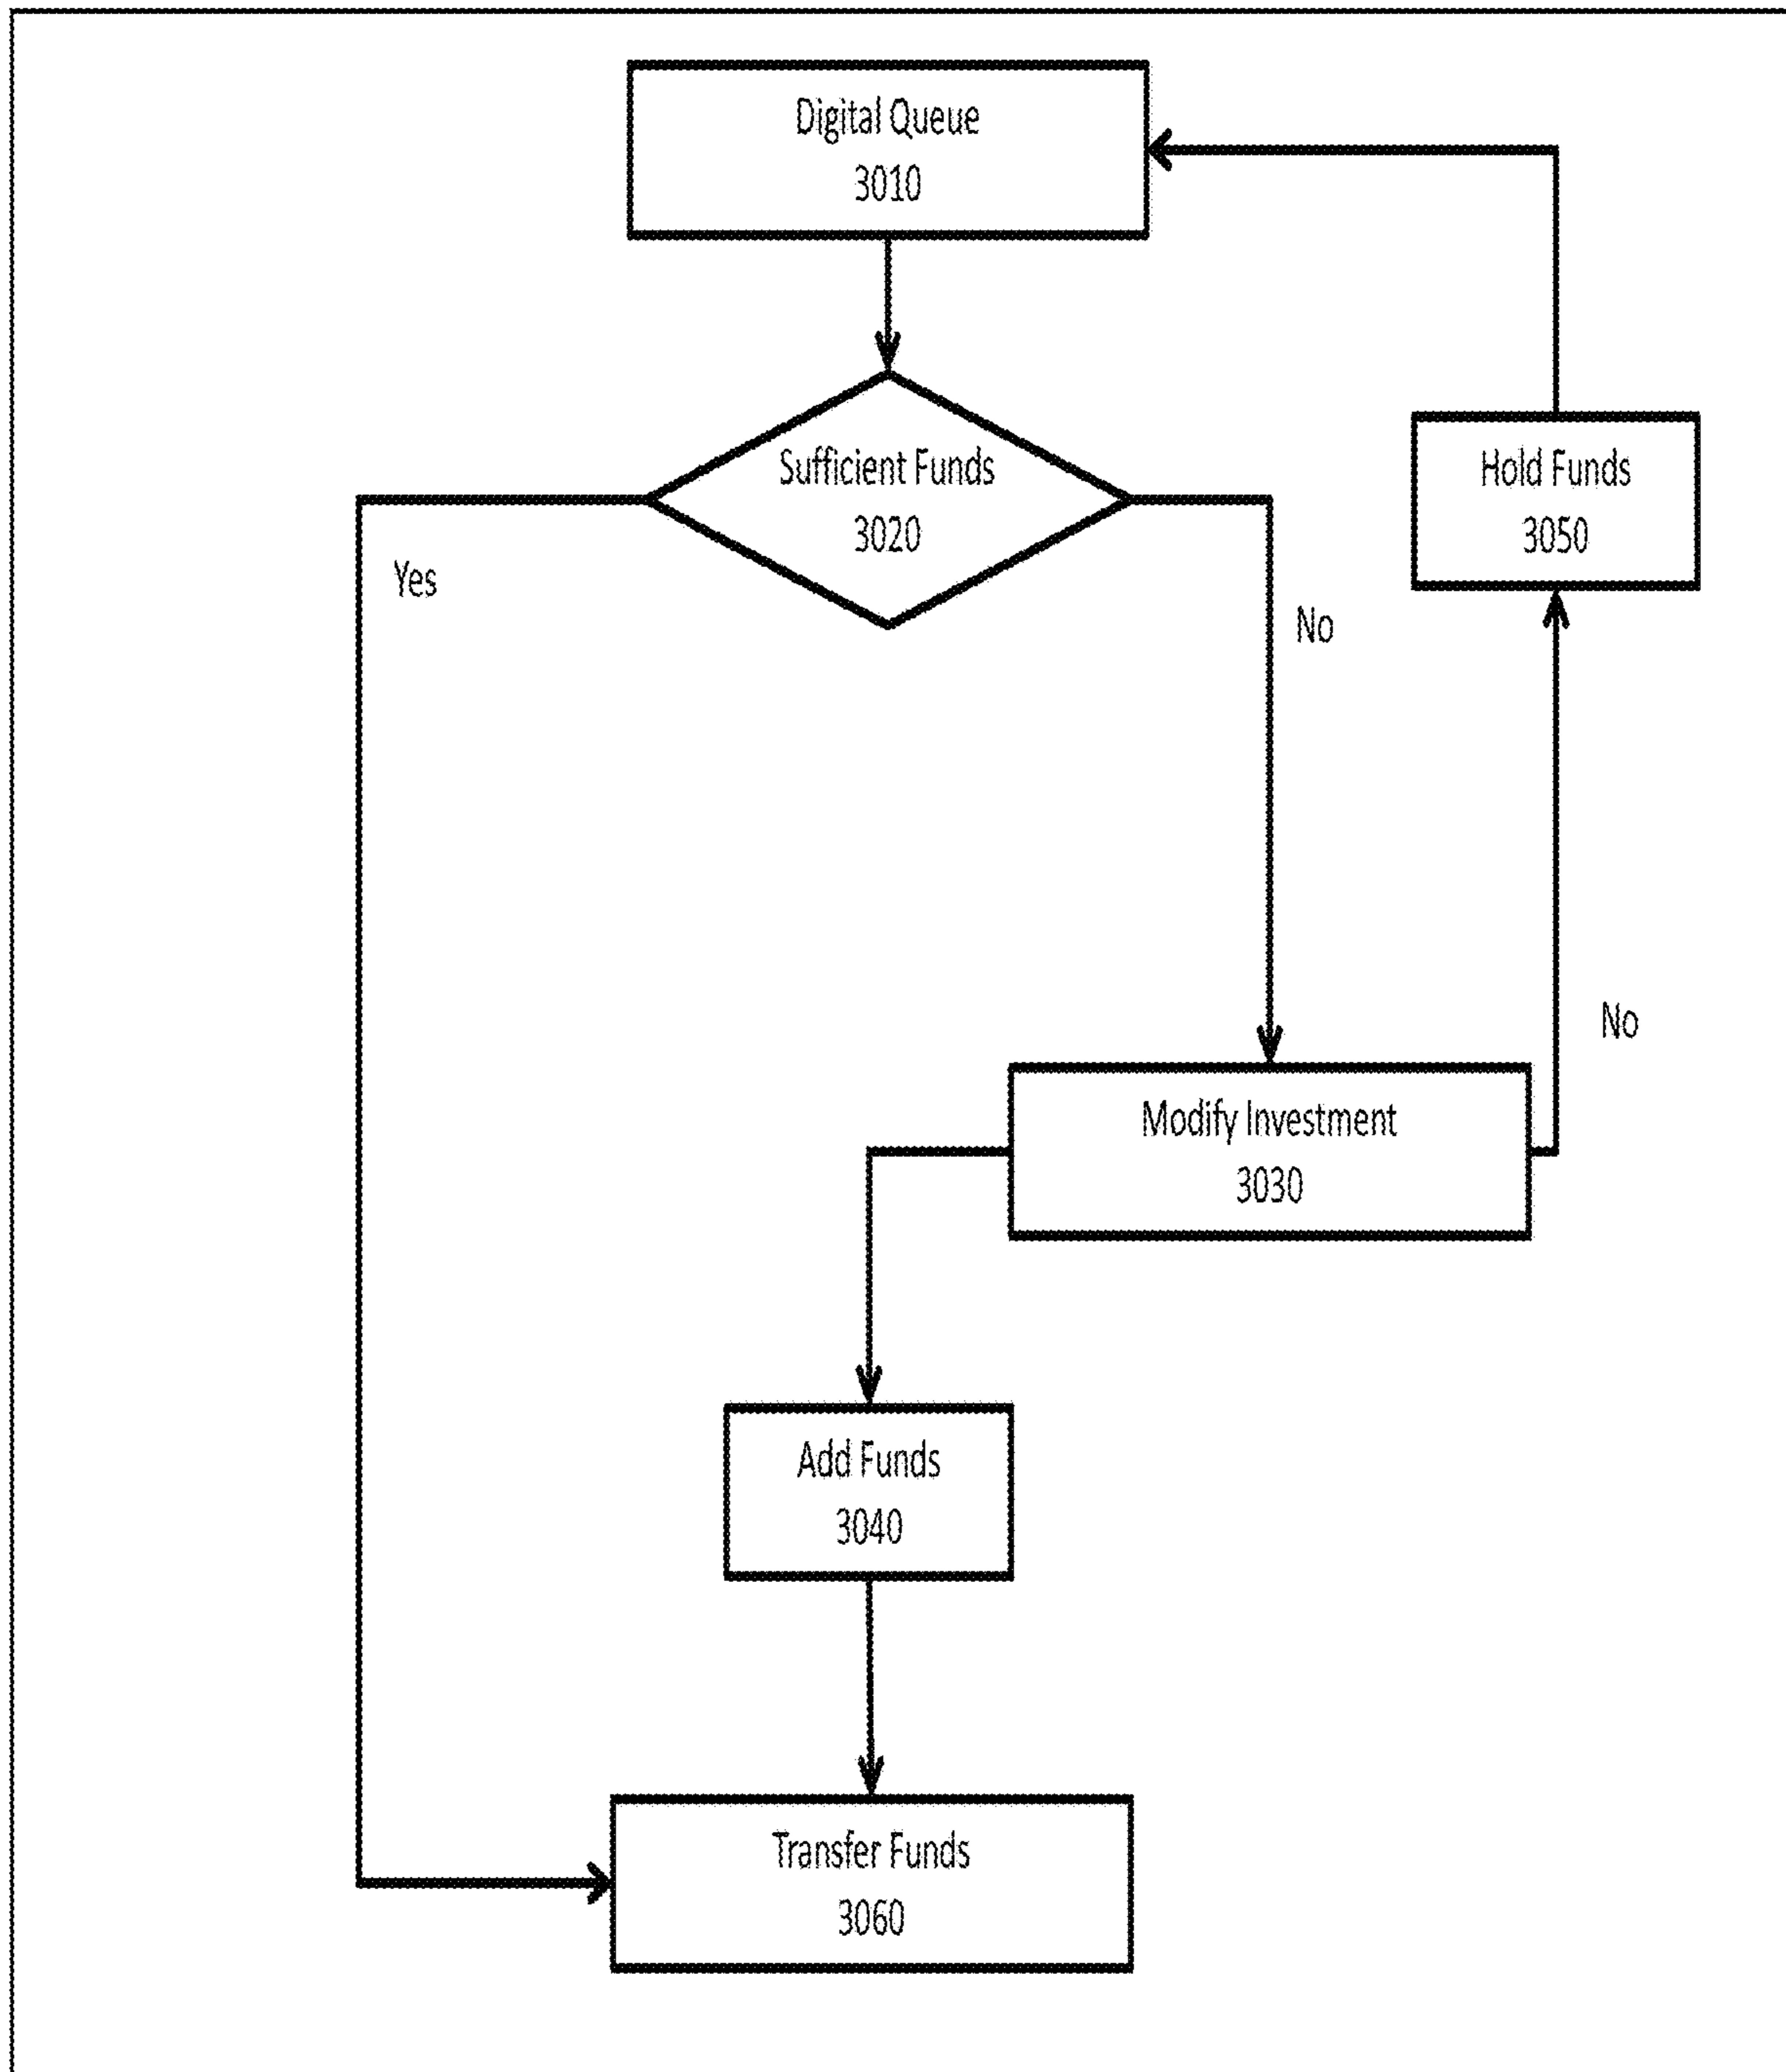 Digital Queue
3010
Sufficient Funds
3020
Hold Funds
3050
Yes
No
No
Modify Investment
3030
Add Funds
3040
Transfer Funds
3060